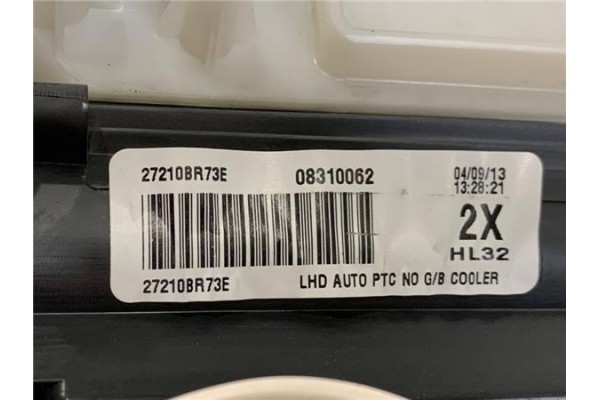 27210BR73E 08310062 04/09/13
13:28:21
2X
HL32
27210BR73E LHD AUTO PTC NO G/B COOLER